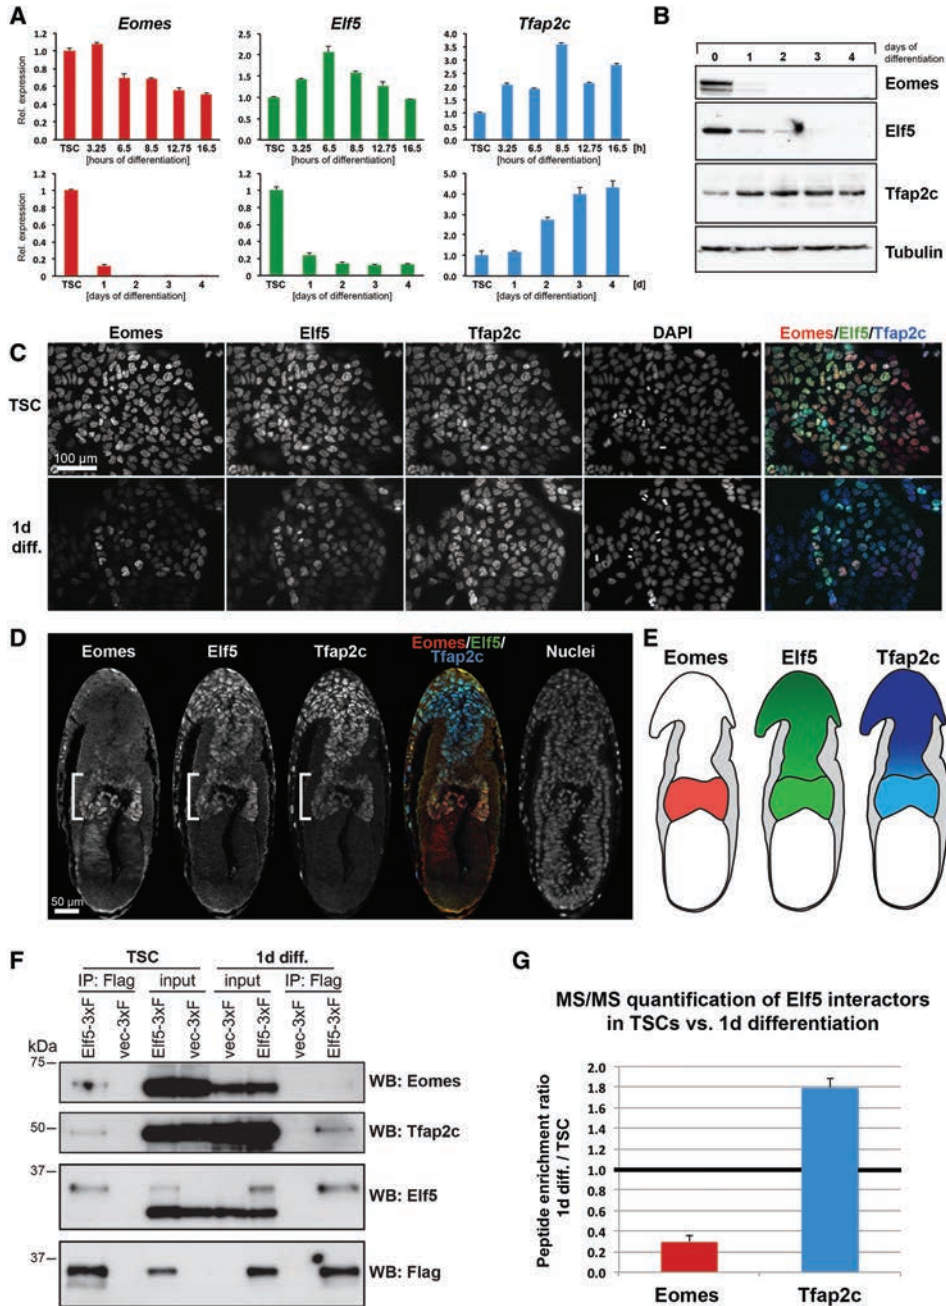 A
Eomes
Elf5
Tfap2c
Rel. expression
1.2
1.0
0.8
0.6
0.4
0.2
0.0
TSC 3.25 6.5 8.5 12.75 16.5
[hours of differentiation]
2.5
2.0
1.5
1.0
0.5
0.0
TSC 3.25 6.5 8.5 12.75 16.5
[hours of differentiation]
4.0
3.5
3.0
2.5
2.0
1.5
1.0
0.5
0.0
TSC 3.25 6.5 8.5 12.75 16.5 [h]
[hours of differentiation]
Rel. expression
1.2
1
0.8
0.6
0.4
0.2
0
TSC 1 2 3 4
[days of differentiation]
1.2
1
0.8
0.6
0.4
0.2
0
TSC 1 2 3 4
[days of differentiation]
5.0
4.0
3.0
2.0
1.0
0.0
TSC 1 2 3 4 [d]
[days of differentiation]
B
0 1 2 3 4
days of
differentiation
Eomes
Elf5
Tfap2c
Tubulin
C
Eomes
Elf5
Tfap2c
DAPI
Eomes/Elf5/Tfap2c
TSC
100 µm
1d
diff.
D
Eomes
Elf5
Tfap2c
Eomes/Elf5/
Tfap2c
Nuclei
50 µm
E
Eomes
Elf5
Tfap2c
F
TSC
1d diff.
IP: Flag
input
input
IP: Flag
Elf5-3xF
vec-3xF
Elf5-3xF
vec-3xF
vec-3xF
Elf5-3xF
vec-3xF
Elf5-3xF
kDa
75
WB: Eomes
50
WB: Tfap2c
37
WB: Elf5
37
WB: Flag
G
MS/MS quantification of Elf5 interactors
in TSCs vs. 1d differentiation
Peptide enrichment ratio
1d diff. / TSC
2.0
1.8
1.6
1.4
1.2
1.0
0.8
0.6
0.4
0.2
0.0
Eomes
Tfap2c